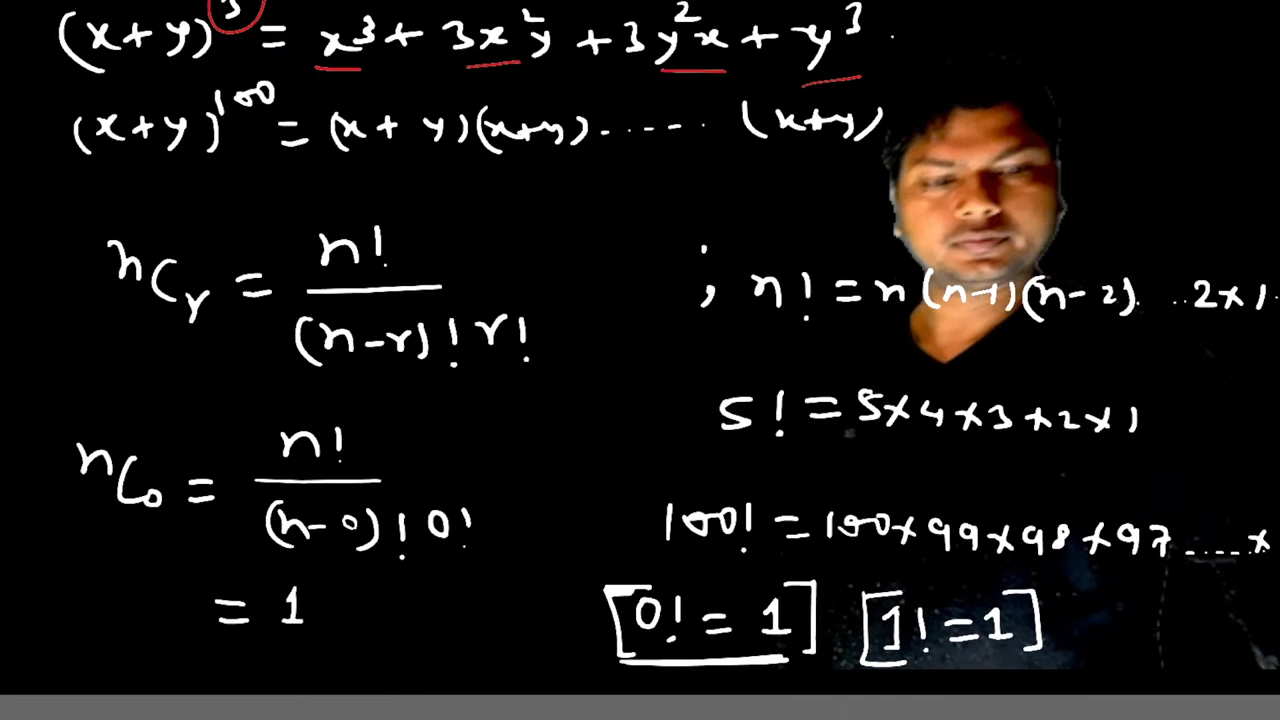 (x+y)³ = x³ + 3x²y + 3y²x + y³
(x+y)¹⁰⁰ = (x+y)(x+y)...... (x+y)
ⁿCᵣ = n! / (n-r)! r! ; n! = n(n-1)(n-2)...2×1
5! = 5×4×3×2×1
ⁿC₀ = n! / (n-0)! 0!
100! = 100×99×98×97.....×
= 1 [0! = 1] [1! = 1]